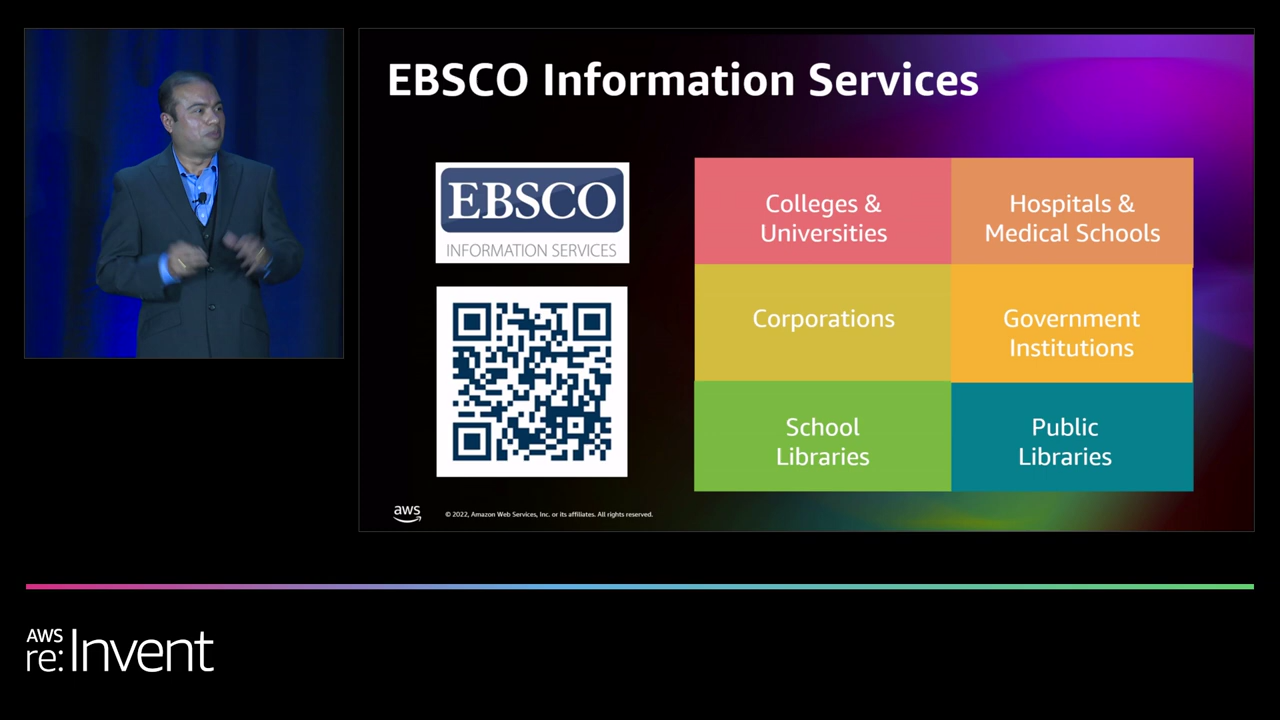 EBSCO Information Services
EBSCO
INFORMATION SERVICES
Colleges &
Universities
Hospitals &
Medical Schools
Corporations
Government
Institutions
School
Libraries
Public
Libraries
aws
© 2022, Amazon Web Services, Inc. or its affiliates. All rights reserved.
AWS
re:Invent